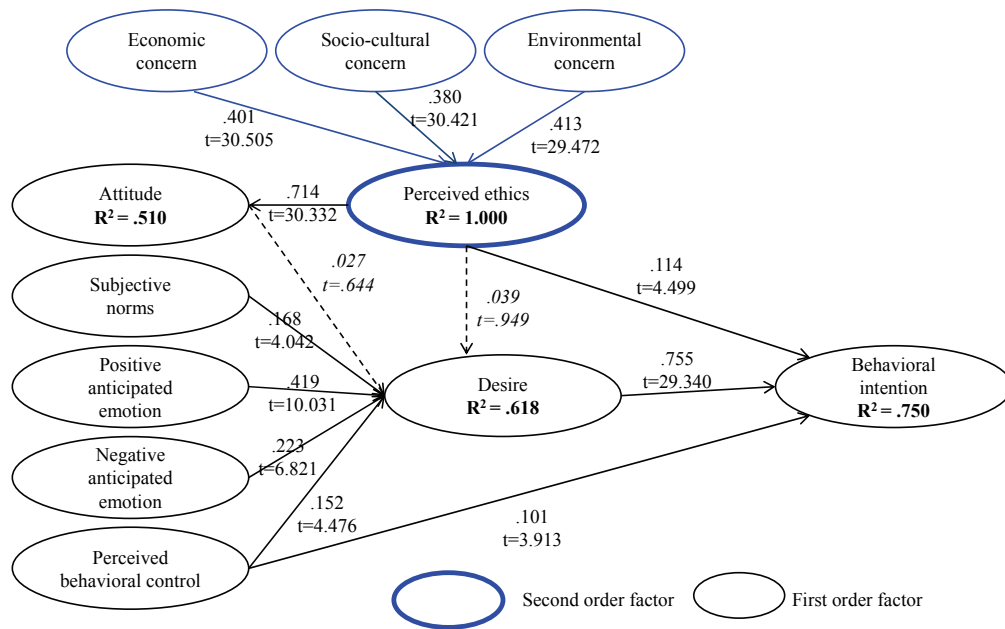 Economic
concern
Socio-cultural
concern
Environmental
concern
.401
t=30.505
.380
t=30.421
.413
t=29.472
Attitude
R² = .510
.714
t=30.332
Perceived ethics
R² = 1.000
.027
t=.644
.039
t=.949
.114
t=4.499
Subjective
norms
.168
t=4.042
Positive
anticipated
emotion
.419
t=10.031
Desire
R² = .618
.755
t=29.340
Behavioral
intention
R² = .750
Negative
anticipated
emotion
.223
t=6.821
.152
t=4.476
.101
t=3.913
Perceived
behavioral control
Second order factor
First order factor